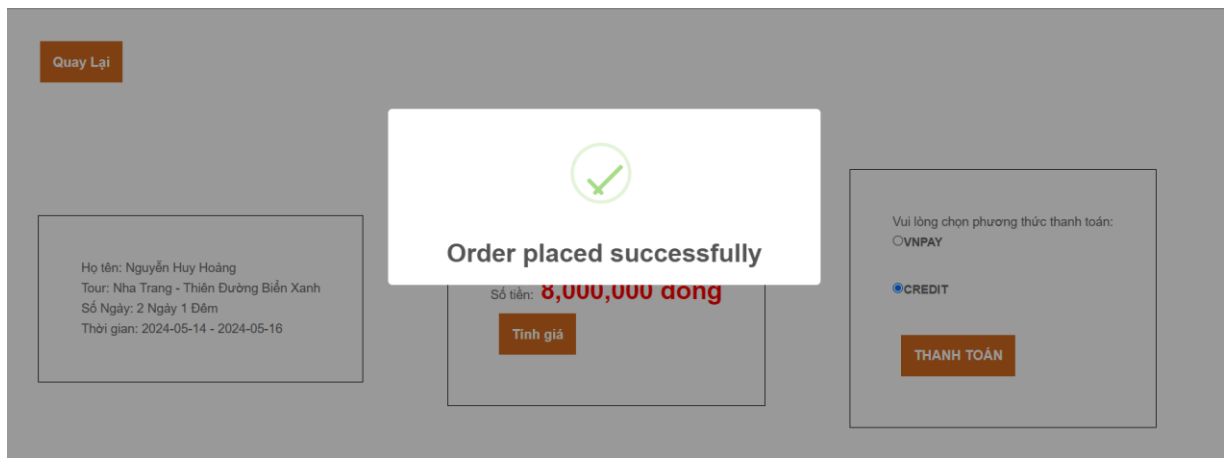 Quay Lại
Order placed successfully
Họ tên: Nguyễn Huy Hoảng
Tour: Nha Trang - Thiên Đường Biển Xanh
Số Ngày: 2 Ngày 1 Đêm
Thời gian: 2024-05-14 - 2024-05-16
Số tiền: 8,000,000 đồng
Tính giá
Vui lòng chọn phương thức thanh toán:
VNPAY
CREDIT
THANH TOÁN